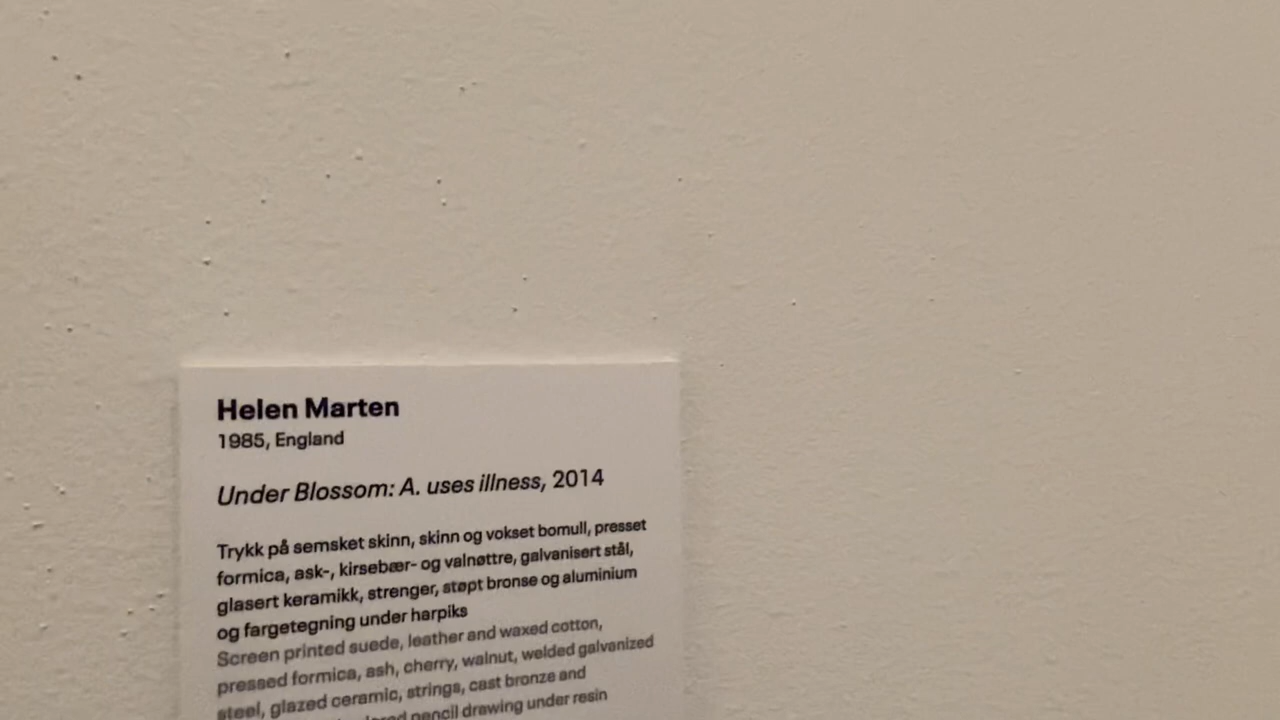 Helen Marten
1985, England
Under Blossom: A. uses illness, 2014
Trykk på semsket skinn, skinn og vokset bomull, presset
formica, ask-, kirsebær- og valnøttre, galvanisert stål,
glasert keramikk, strenger, støpt bronse og aluminium
og fargetegning under harpiks
Screen printed suede, leather and waxed cotton,
pressed formica, ash, cherry, walnut, welded galvanized
steel, glazed ceramic, strings, cast bronze and
pencil drawing under resin